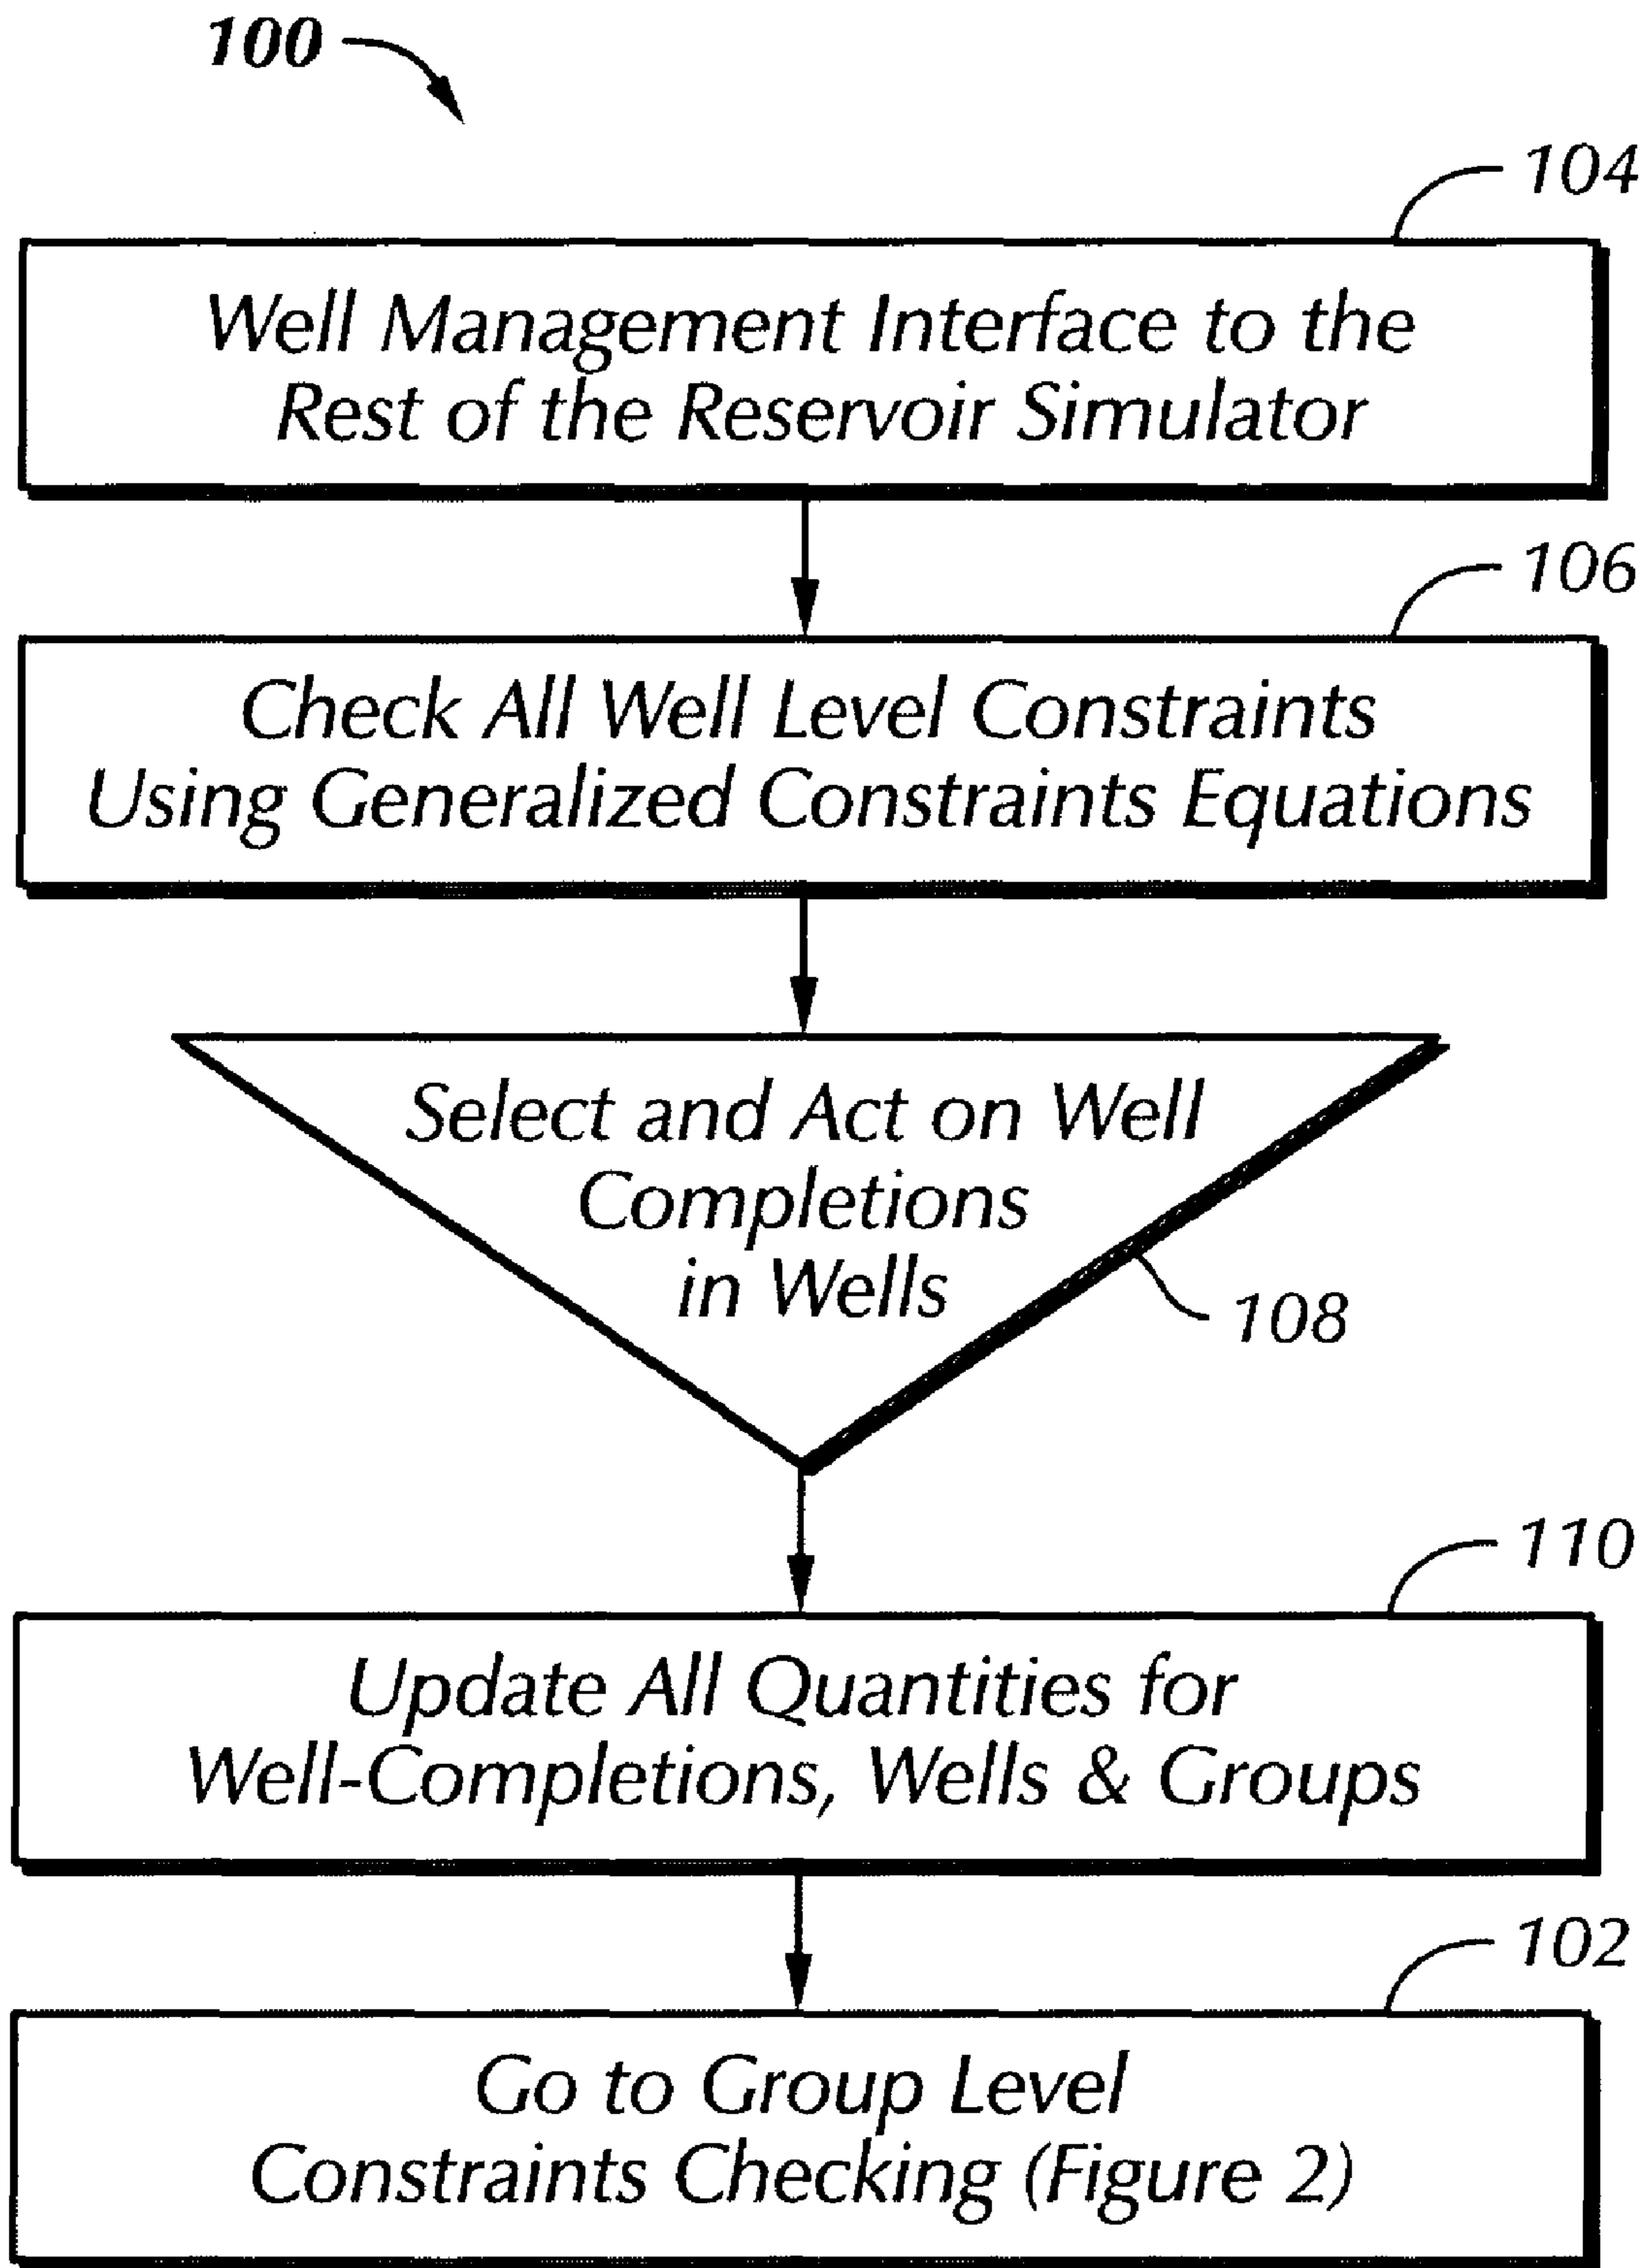 100
104
Well Management Interface to the
Rest of the Reservoir Simulator
106
Check All Well Level Constraints
Using Generalized Constraints Equations
Select and Act on Well
Completions
in Wells
108
110
Update All Quantities for
Well-Completions, Wells & Groups
102
Go to Group Level
Constraints Checking (Figure 2)